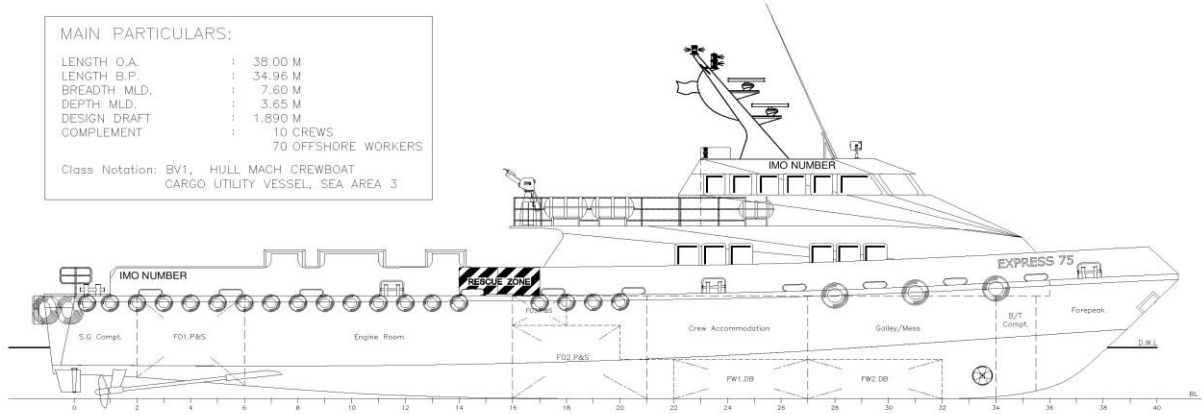 MAIN PARTICULARS:
LENGTH O.A. : 38.00 M
LENGTH B.P. : 34.96 M
BREADTH MLD. : 7.60 M
DEPTH MLD. : 3.65 M
DESIGN DRAFT : 1.890 M
COMPLEMENT : 10 CREWS
70 OFFSHORE WORKERS
Class Notation: BV1, HULL MACH CREWBOAT
CARGO UTILITY VESSEL, SEA AREA 3
IMO NUMBER
EXPRESS 75
IMO NUMBER
RESCUE ZONE
FO3.P&S
S.G Compt.
FO1.P&S
Engine Room
FO2.P&S
Crew Accommodation
Galley/Mess
B/T
Compt.
Forepeak
D.W.L
FW1.DB
FW2.DB
BL
0 2 4 6 8 10 12 14 16 18 20 22 24 26 28 30 32 34 36 38 40